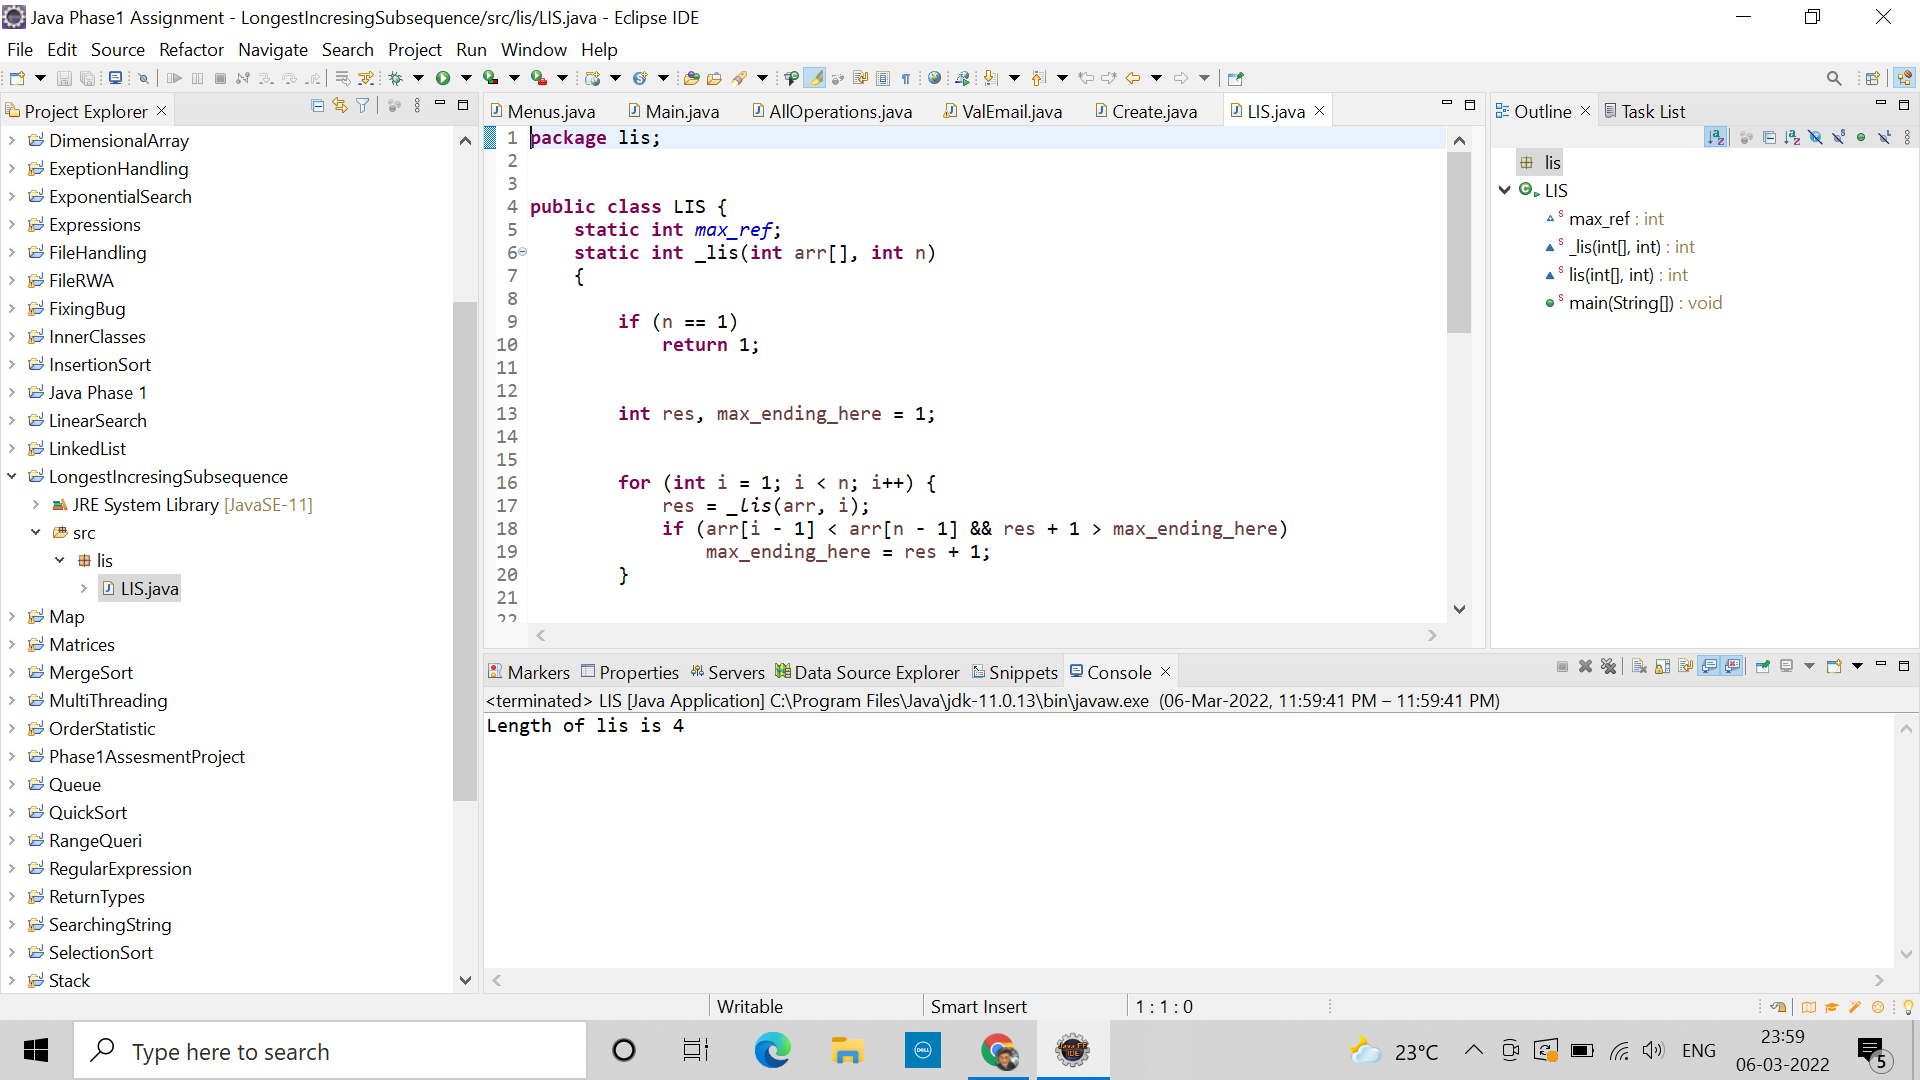 Java Phase1 Assignment - LongestIncresingSubsequence/src/lis/LIS.java - Eclipse IDE
File Edit Source Refactor Navigate Search Project Run Window Help
Project Explorer
DimensionalArray
ExeptionHandling
ExponentialSearch
Expressions
FileHandling
FileRWA
FixingBug
InnerClasses
InsertionSort
Java Phase 1
LinearSearch
LinkedList
LongestIncresingSubsequence
JRE System Library [JavaSE-11]
src
lis
LIS.java
Map
Matrices
MergeSort
MultiThreading
OrderStatistic
Phase1AssesmentProject
Queue
QuickSort
RangeQueri
RegularExpression
ReturnTypes
SearchingString
SelectionSort
Stack
Menus.java Main.java AllOperations.java ValEmail.java Create.java LIS.java
1 package lis;
2
3
4 public class LIS {
5 static int max_ref;
6 static int _lis(int arr[], int n)
7 {
8
9 if (n == 1)
10 return 1;
11
12
13 int res, max_ending_here = 1;
14
15
16 for (int i = 1; i < n; i++) {
17 res = _lis(arr, i);
18 if (arr[i - 1] < arr[n - 1] && res + 1 > max_ending_here)
19 max_ending_here = res + 1;
20 }
21
22
Outline Task List
lis
LIS
max_ref : int
_lis(int[], int) : int
lis(int[], int) : int
main(String[]) : void
Markers Properties Servers Data Source Explorer Snippets Console
<terminated> LIS [Java Application] C:\Program Files\Java\jdk-11.0.13\bin\javaw.exe (06-Mar-2022, 11:59:41 PM – 11:59:41 PM)
Length of lis is 4
Writable Smart Insert 1 : 1 : 0
Type here to search
DELL
Java EE
IDE
23°C
ENG
23:59
06-03-2022
5